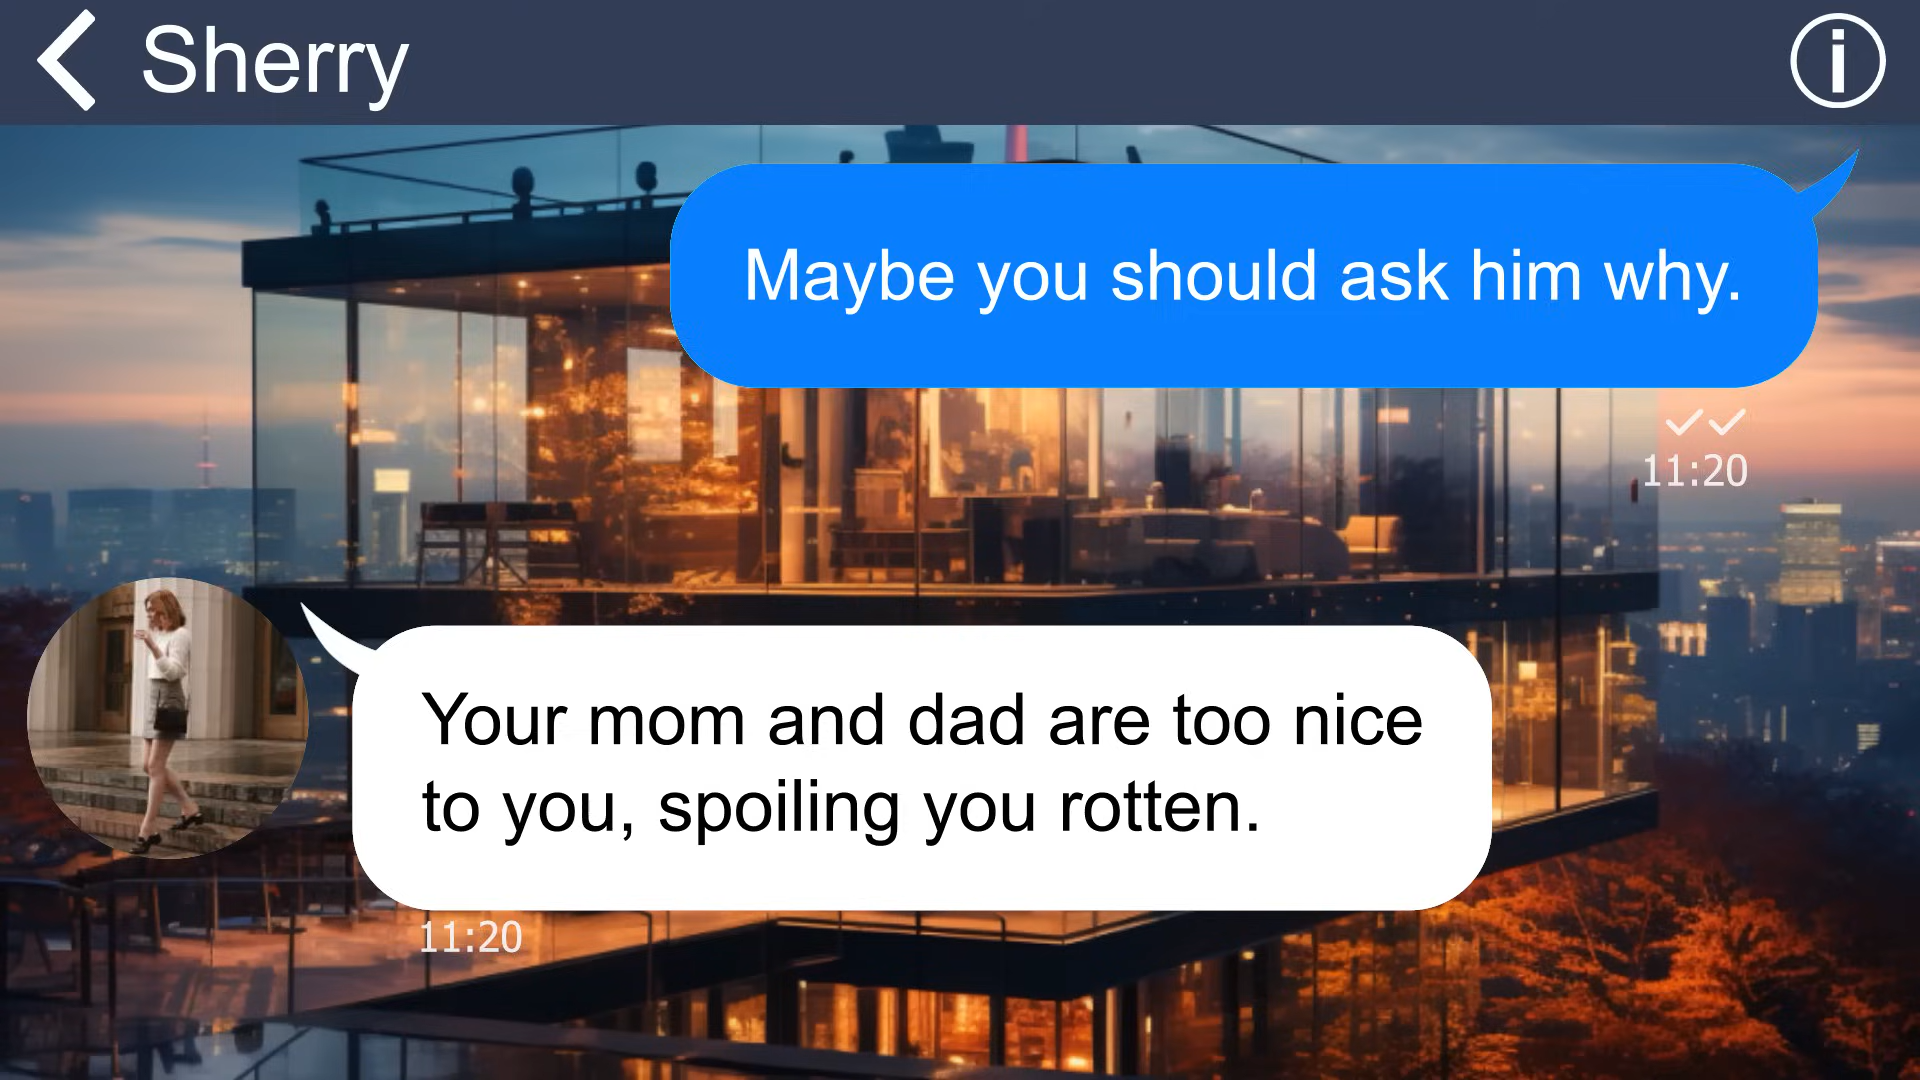 Sherry
Maybe you should ask him why.
11:20
Your mom and dad are too nice
to you, spoiling you rotten.
11:20